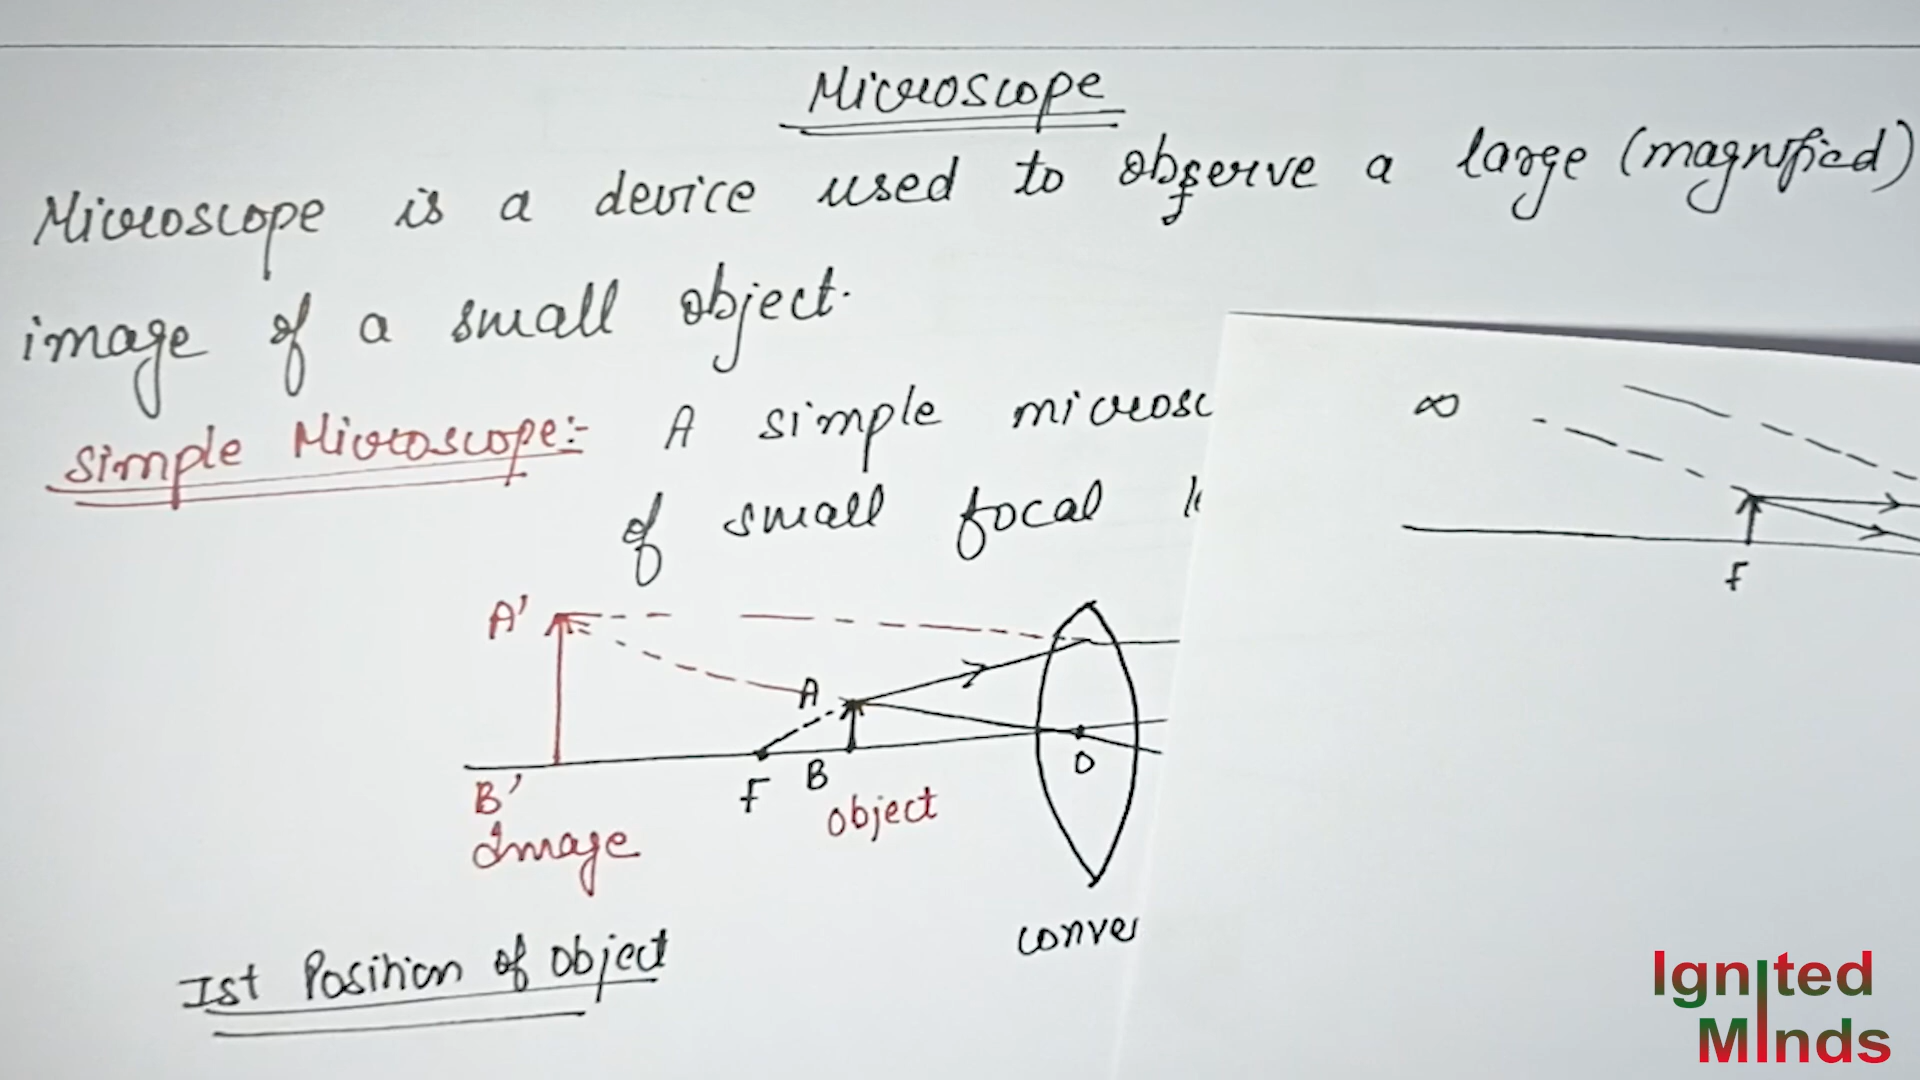 Microscope
Microscope is a device used to observe a large (magnified)
image of a small object.
Simple Microscope:- A simple microsc
of small focal l
∞
F
A'
A
B'
F
B
O
Image
object
conve
Ist Position of object
Ignited
Minds